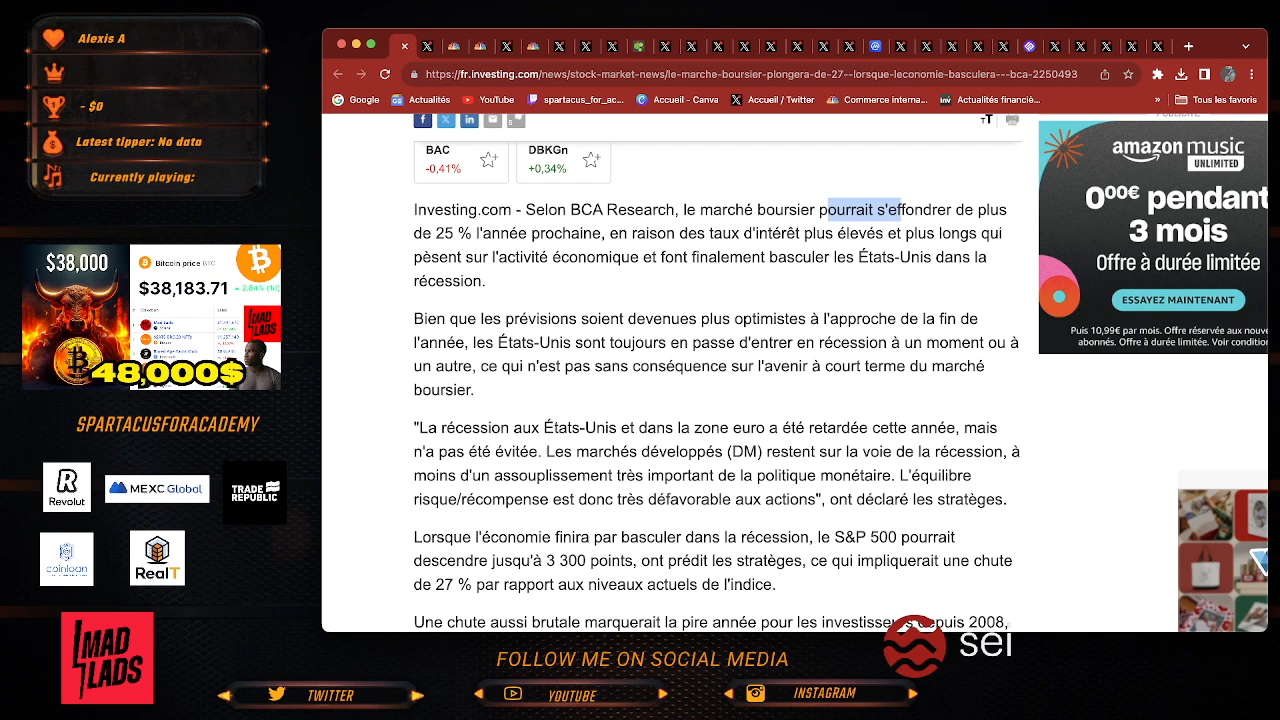 Alexis A
- $0
Latest tipper: No data
Currently playing:
$38,000
Bitcoin price BTC
$38,183.71
48,000$
MAD LADS
SPARTACUSFORACADEMY
R
Revolut
MEXC Global
TRADE
REPUBLIC
coinloan
RealT
MAD
LADS
https://fr.investing.com/news/stock-market-news/le-marche-boursier-plongera-de-27--lorsque-leconomie-basculera---bca-2250493
Google
Actualités
YouTube
spartacus_for_ac...
Accueil - Canva
Accueil / Twitter
Commerce interna...
Actualités financiè...
»
Tous les favoris
BAC
-0,41%
DBKGn
+0,34%
Investing.com - Selon BCA Research, le marché boursier pourrait s'effondrer de plus
de 25 % l'année prochaine, en raison des taux d'intérêt plus élevés et plus longs qui
pèsent sur l'activité économique et font finalement basculer les États-Unis dans la
récession.
Bien que les prévisions soient devenues plus optimistes à l'approche de la fin de
l'année, les États-Unis sont toujours en passe d'entrer en récession à un moment ou à
un autre, ce qui n'est pas sans conséquence sur l'avenir à court terme du marché
boursier.
"La récession aux États-Unis et dans la zone euro a été retardée cette année, mais
n'a pas été évitée. Les marchés développés (DM) restent sur la voie de la récession, à
moins d'un assouplissement très important de la politique monétaire. L'équilibre
risque/récompense est donc très défavorable aux actions", ont déclaré les stratèges.
Lorsque l'économie finira par basculer dans la récession, le S&P 500 pourrait
descendre jusqu'à 3 300 points, ont prédit les stratèges, ce qui impliquerait une chute
de 27 % par rapport aux niveaux actuels de l'indice.
Une chute aussi brutale marquerait la pire année pour les investisseurs depuis 2008,
amazon music
UNLIMITED
0€00 pendant
3 mois
Offre à durée limitée
ESSAYEZ MAINTENANT
Puis 10,99€ par mois. Offre réservée aux nouve
abonnés. Offre à durée limitée. Voir condition
sei
FOLLOW ME ON SOCIAL MEDIA
TWITTER
YOUTUBE
INSTAGRAM